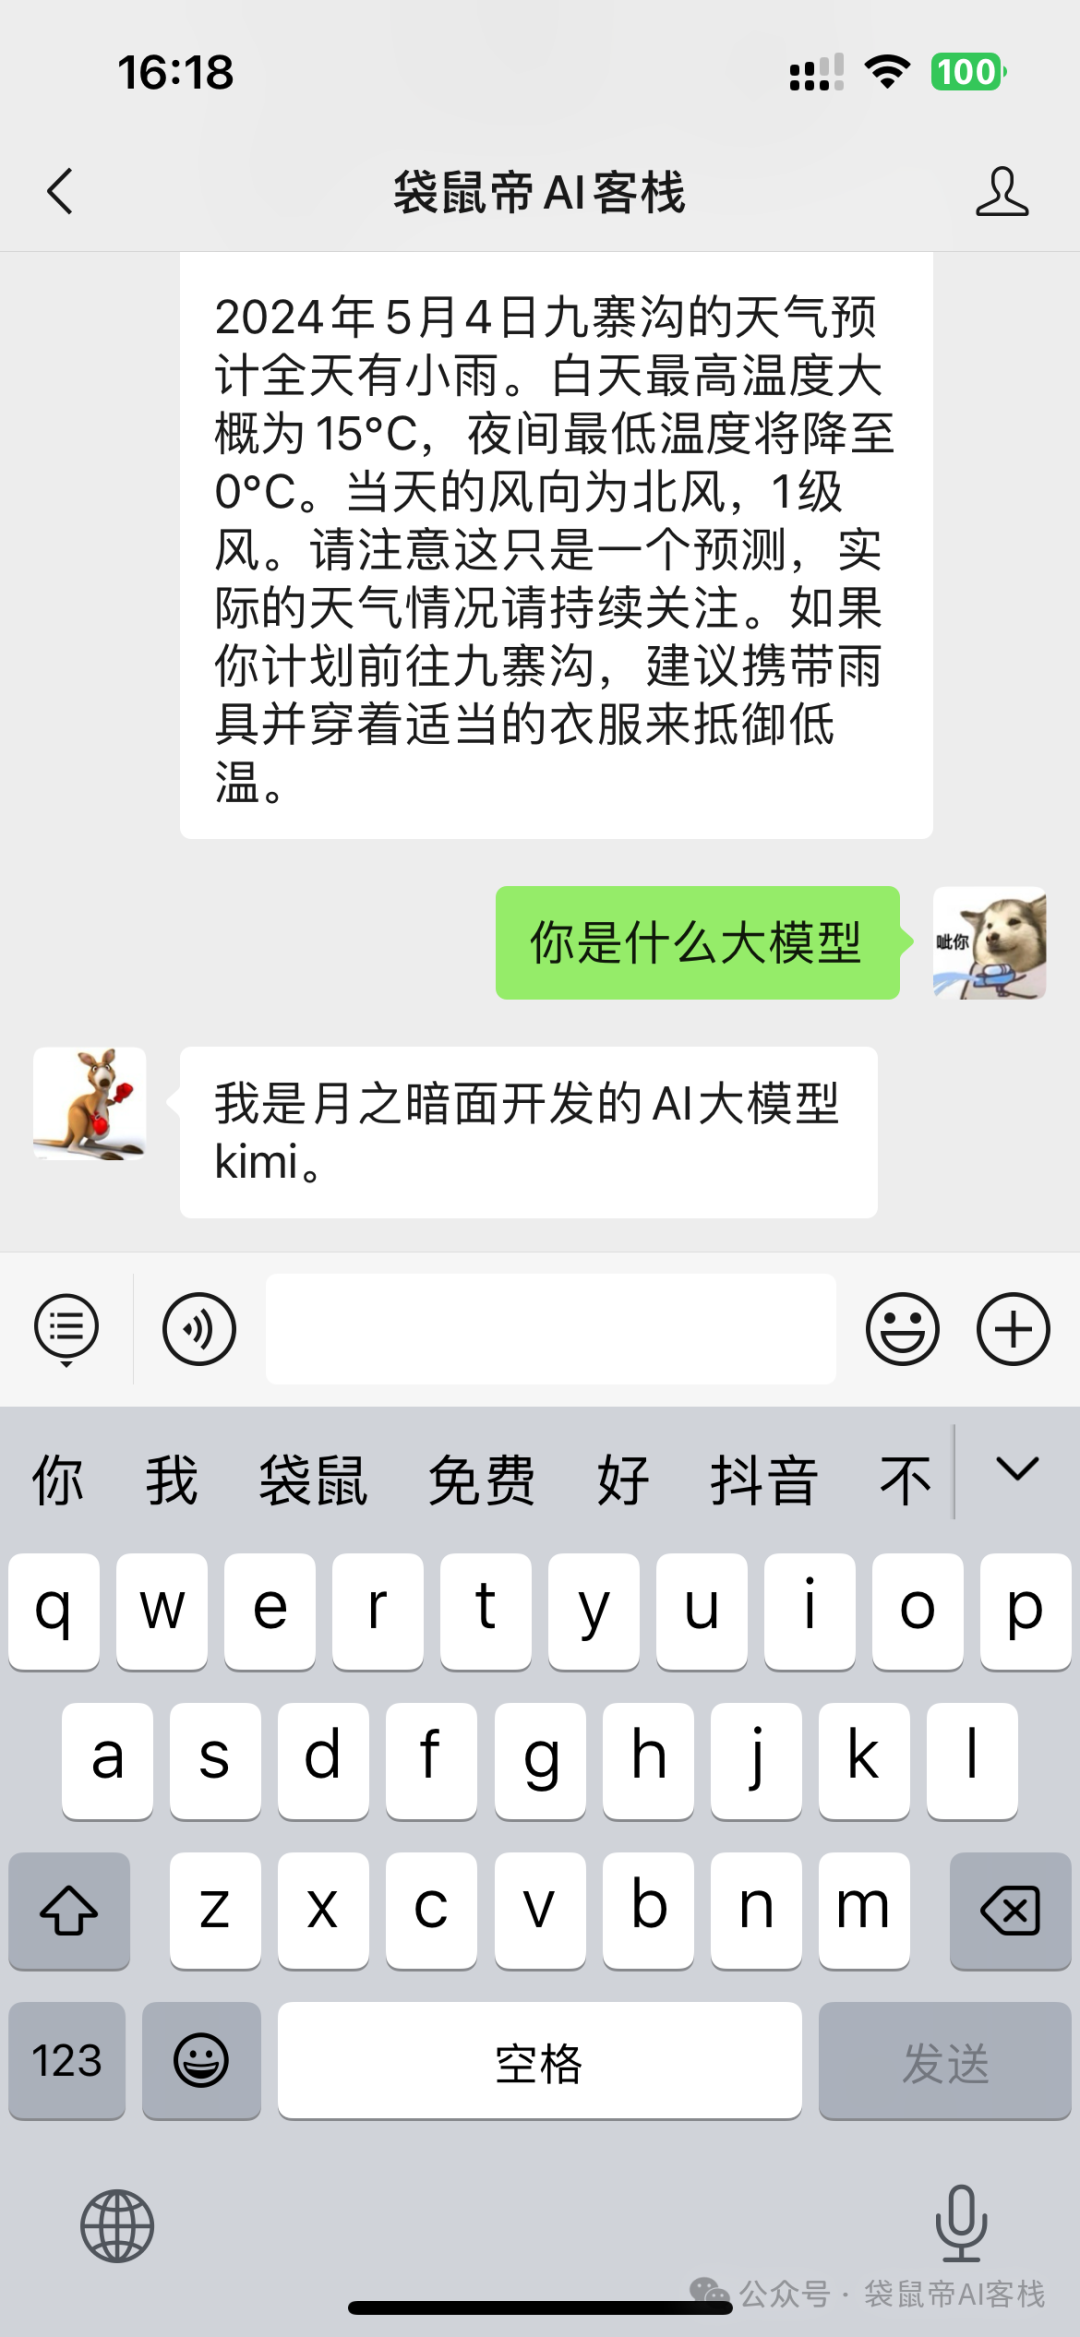 16:18
100
袋鼠帝AI客栈
2024年5月4日九寨沟的天气预
计全天有小雨。白天最高温度大
概为15°C，夜间最低温度将降至
0°C。当天的风向为北风，1级
风。请注意这只是一个预测，实
际的天气情况请持续关注。如果
你计划前往九寨沟，建议携带雨
具并穿着适当的衣服来抵御低
温。
你是什么大模型
呲你
我是月之暗面开发的AI大模型
kimi。
你 我 袋鼠 免费 好 抖音 不
q w e r t y u i o p
a s d f g h j k l
z x c v b n m
123 空格 发送
公众号 · 袋鼠帝AI客栈